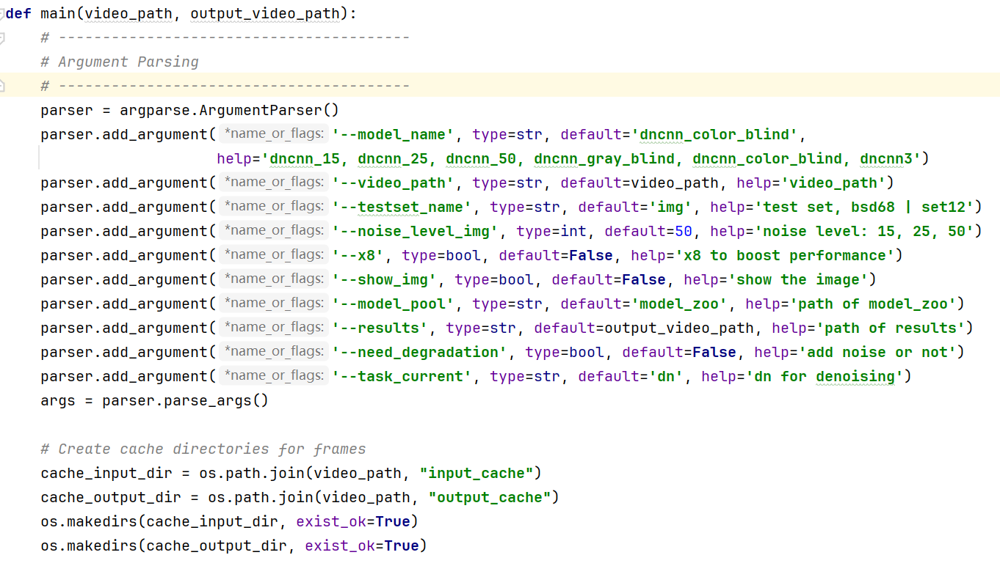 def main(video_path, output_video_path):
    # ----------------------------------------
    # Argument Parsing
    # ----------------------------------------
    parser = argparse.ArgumentParser()
    parser.add_argument( *name_or_flags: '--model_name', type=str, default='dncnn_color_blind',
                        help='dncnn_15, dncnn_25, dncnn_50, dncnn_gray_blind, dncnn_color_blind, dncnn3')
    parser.add_argument( *name_or_flags: '--video_path', type=str, default=video_path, help='video_path')
    parser.add_argument( *name_or_flags: '--testset_name', type=str, default='img', help='test set, bsd68 | set12')
    parser.add_argument( *name_or_flags: '--noise_level_img', type=int, default=50, help='noise level: 15, 25, 50')
    parser.add_argument( *name_or_flags: '--x8', type=bool, default=False, help='x8 to boost performance')
    parser.add_argument( *name_or_flags: '--show_img', type=bool, default=False, help='show the image')
    parser.add_argument( *name_or_flags: '--model_pool', type=str, default='model_zoo', help='path of model_zoo')
    parser.add_argument( *name_or_flags: '--results', type=str, default=output_video_path, help='path of results')
    parser.add_argument( *name_or_flags: '--need_degradation', type=bool, default=False, help='add noise or not')
    parser.add_argument( *name_or_flags: '--task_current', type=str, default='dn', help='dn for denoising')
    args = parser.parse_args()

    # Create cache directories for frames
    cache_input_dir = os.path.join(video_path, "input_cache")
    cache_output_dir = os.path.join(video_path, "output_cache")
    os.makedirs(cache_input_dir, exist_ok=True)
    os.makedirs(cache_output_dir, exist_ok=True)